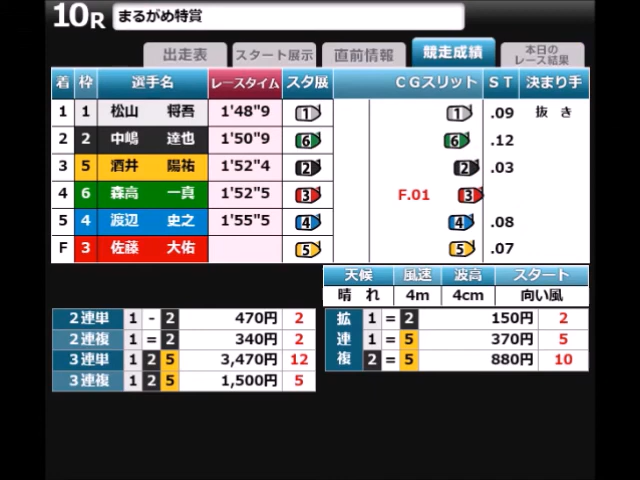 10R まるがめ特賞
出走表 スタート展示 直前情報 競走成績 本日のレース結果
着 枠 選手名 レースタイム スタ展 CGスリット ST 決まり手
1 1 松山 将吾 1'48"9 1 1 .09 抜 き
2 2 中嶋 達也 1'50"9 6 6 .12
3 5 酒井 陽祐 1'52"4 2 2 .03
4 6 森高 一真 1'52"5 3 F.01 3
5 4 渡辺 史之 1'55"5 4 4 .08
F 3 佐藤 大佑 5 5 .07
天候 風速 波高 スタート
晴 れ 4m 4cm 向い風
2連単 1 - 2 470円 2
2連複 1 = 2 340円 2
3連単 1 2 5 3,470円 12
3連複 1 2 5 1,500円 5
拡 1 = 2 150円 2
連 1 = 5 370円 5
複 2 = 5 880円 10